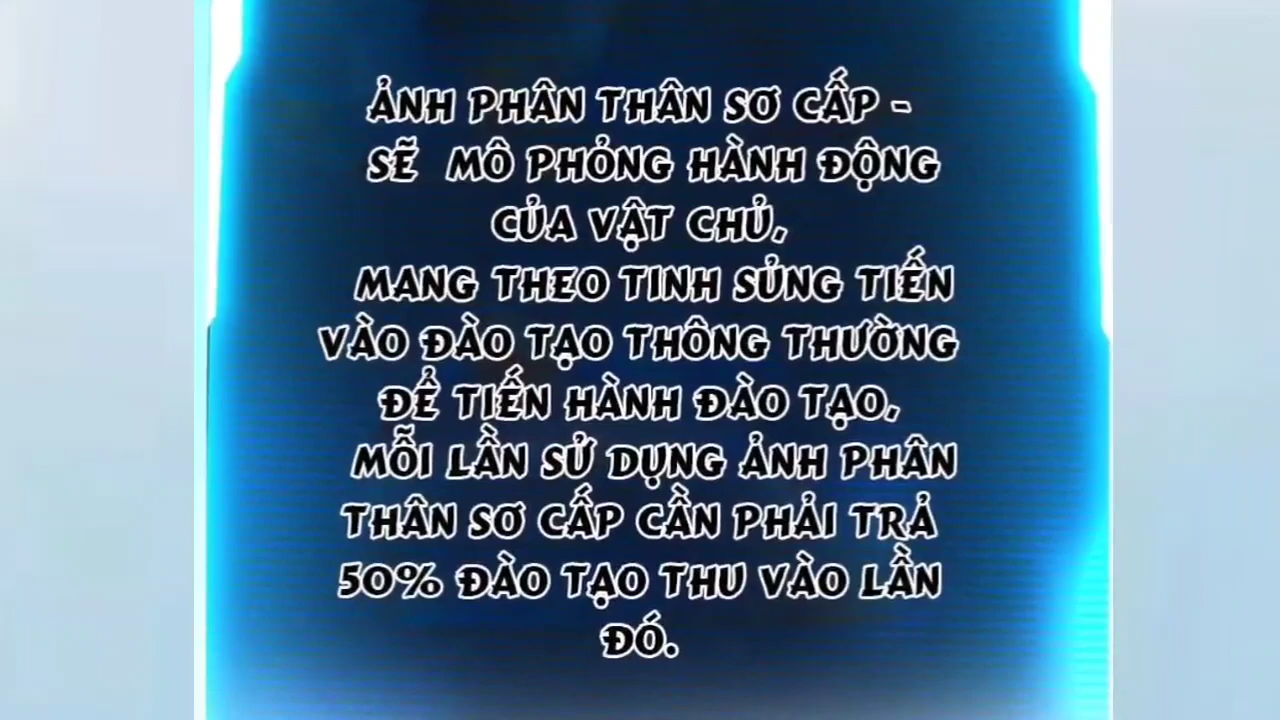 ẢNH PHÂN THÂN SƠ CẤP -
SẼ MÔ PHỎNG HÀNH ĐỘNG
CỦA VẬT CHỦ,
MANG THEO TINH SỦNG TIẾN
VÀO ĐÀO TẠO THÔNG THƯỜNG
ĐỂ TIẾN HÀNH ĐÀO TẠO,
MỖI LẦN SỬ DỤNG ẢNH PHÂN
THÂN SƠ CẤP CẦN PHẢI TRẢ
50% ĐÀO TẠO THU VÀO LẦN
ĐÓ.